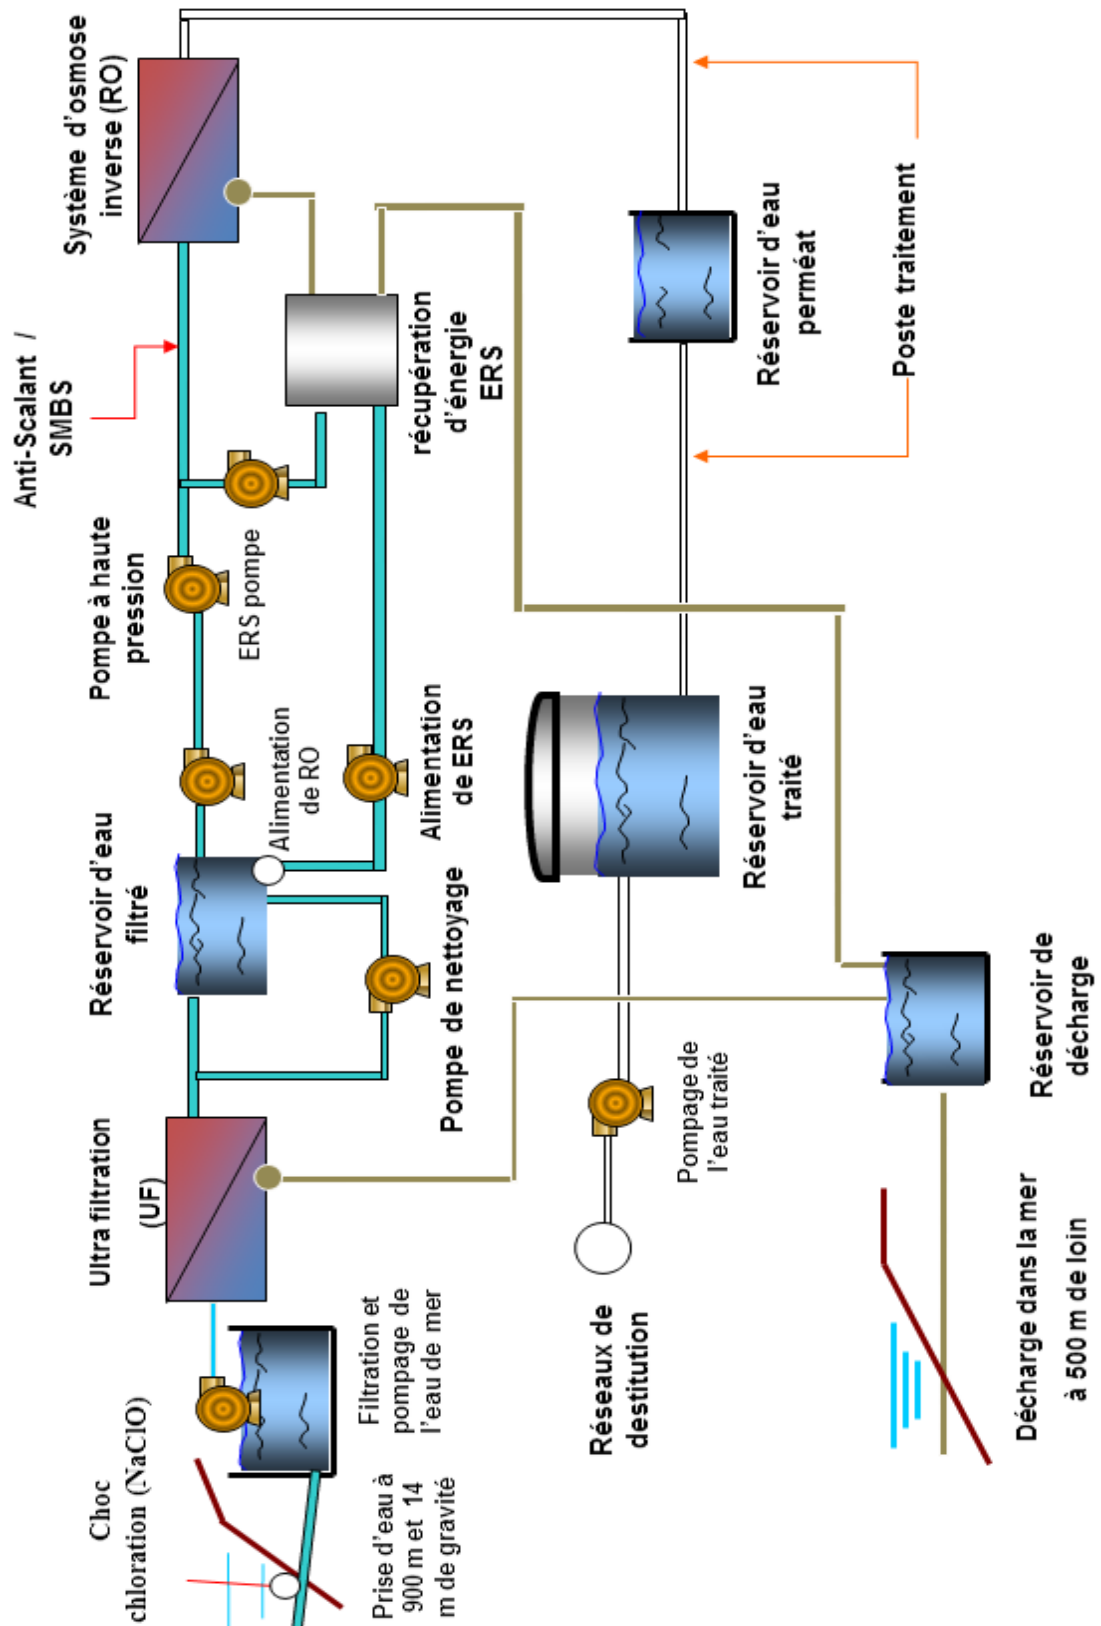 Choc
chloration (NaClO)
Prise d'eau à
900 m et 14
m de gravité
Filtration et
pompage de
l'eau de mer
Ultra filtration
(UF)
Réservoir d'eau
filtré
Pompe de nettoyage
Alimentation
de RO
Alimentation
de ERS
Pompe à haute
pression
ERS pompe
Anti-Scalant /
SMBS
Système d'osmose
inverse (RO)
récupération
d'énergie
ERS
Réservoir d'eau
perméat
Poste traitement
Réservoir d'eau
traité
Pompage de
l'eau traité
Réseaux de
destitution
Réservoir de
décharge
Décharge dans la mer
à 500 m de loin